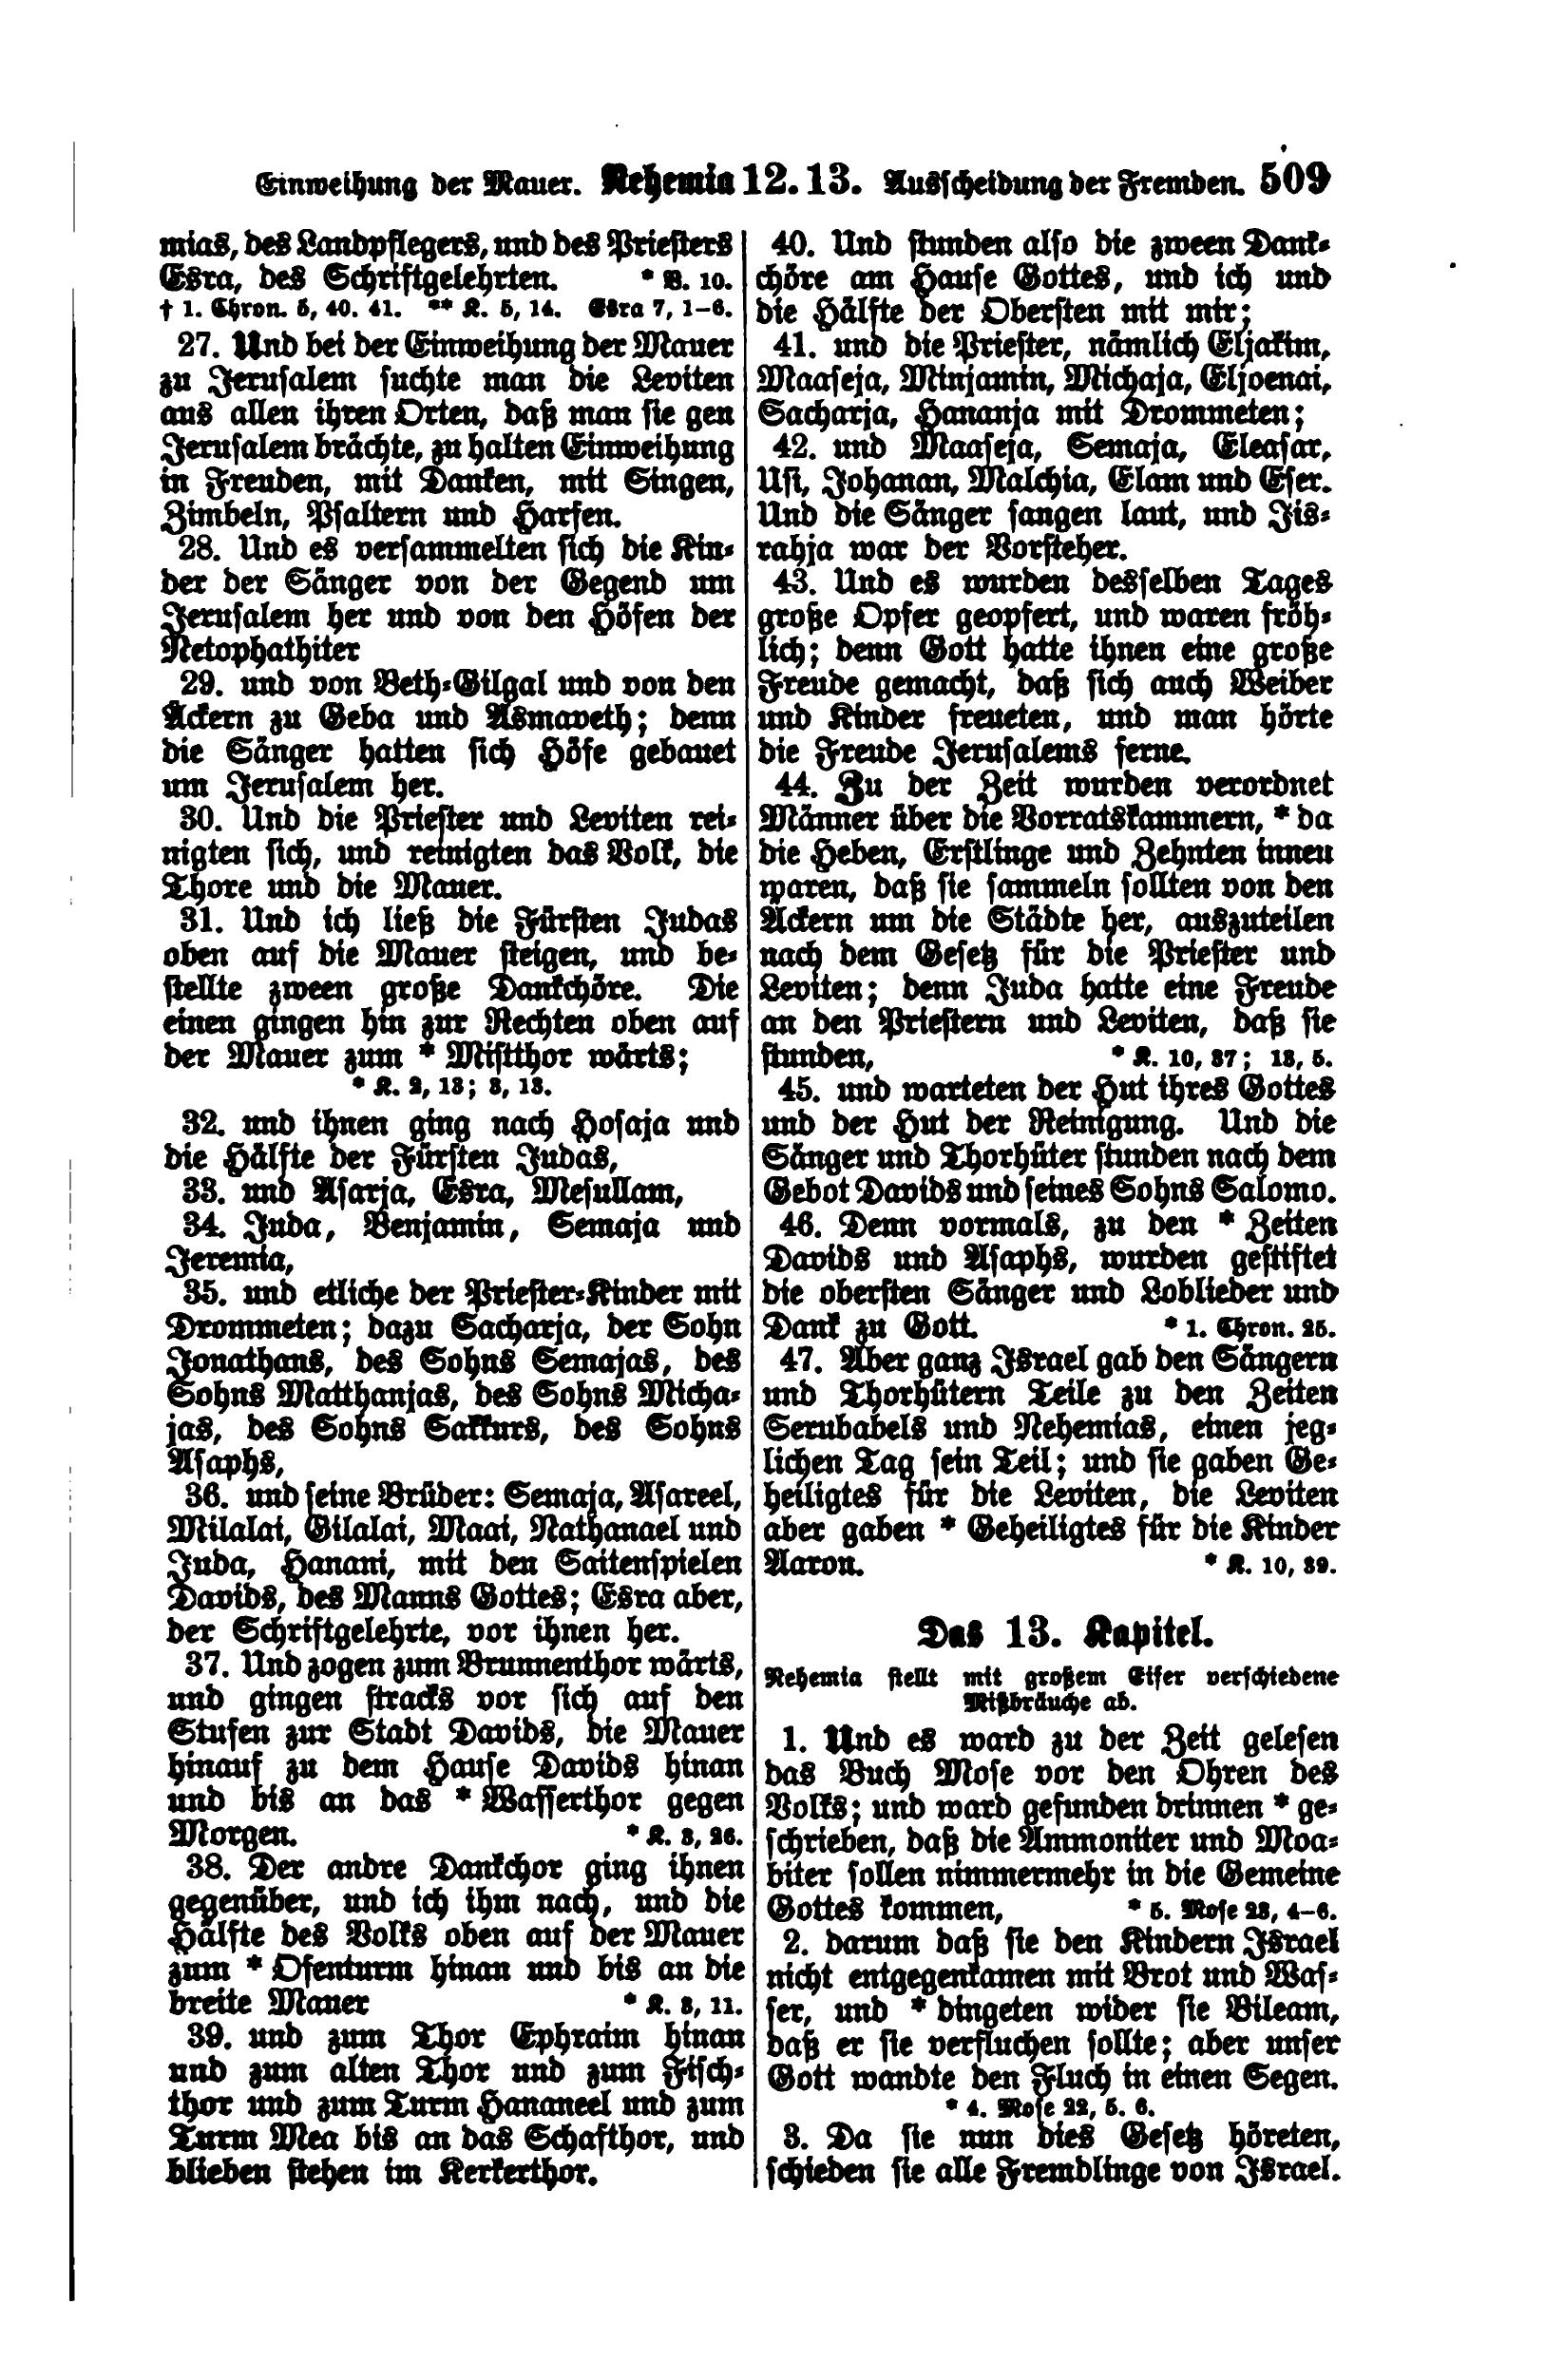 Einweihung der Mauer. Nehemia 12. 13. Ausscheidung der Fremden. 509
mias, des Landpflegers, und des Priesters
Esra, des Schriftgelehrten. * V. 10.
† 1. Chron. 5, 40. 41. ** K. 5, 14. Esra 7, 1–6.
27. Und bei der Einweihung der Mauer
zu Jerusalem suchte man die Leviten
aus allen ihren Orten, daß man sie gen
Jerusalem brächte, zu halten Einweihung
in Freuden, mit Danken, mit Singen,
Zimbeln, Psaltern und Harfen.
28. Und es versammelten sich die Kin-
der der Sänger von der Gegend um
Jerusalem her und von den Höfen der
Netophathiter
29. und von Beth-Gilgal und von den
Äckern zu Geba und Asmaveth; denn
die Sänger hatten sich Höfe gebauet
um Jerusalem her.
30. Und die Priester und Leviten rei-
nigten sich, und reinigten das Volk, die
Thore und die Mauer.
31. Und ich ließ die Fürsten Judas
oben auf die Mauer steigen, und be-
stellte zween große Dankchöre. Die
einen gingen hin zur Rechten oben auf
der Mauer zum * Mistthor wärts;
* K. 2, 13; 3, 13.
32. und ihnen ging nach Hosaja und
die Hälfte der Fürsten Judas,
33. und Asarja, Esra, Mesullam,
34. Juda, Benjamin, Semaja und
Jeremia,
35. und etliche der Priester-Kinder mit
Drommeten; dazu Sacharja, der Sohn
Jonathans, des Sohns Semajas, des
Sohns Matthanjas, des Sohns Micha-
jas, des Sohns Sakkurs, des Sohns
Asaphs,
36. und seine Brüder: Semaja, Asareel,
Milalai, Gilalai, Maai, Nathanael und
Juda, Hanani, mit den Saitenspielen
Davids, des Manns Gottes; Esra aber,
der Schriftgelehrte, vor ihnen her.
37. Und zogen zum Brunnenthor wärts,
und gingen stracks vor sich auf den
Stufen zur Stadt Davids, die Mauer
hinauf zu dem Hause Davids hinan
und bis an das * Wasserthor gegen
Morgen. * K. 3, 26.
38. Der andre Dankchor ging ihnen
gegenüber, und ich ihm nach, und die
Hälfte des Volks oben auf der Mauer
zum * Ofenturm hinan und bis an die
breite Mauer * K. 3, 11.
39. und zum Thor Ephraim hinan
und zum alten Thor und zum Fisch-
thor und zum Turm Hananeel und zum
Turm Mea bis an das Schafthor, und
blieben stehen im Kerkerthor.
40. Und stunden also die zween Dank-
chöre am Hause Gottes, und ich und
die Hälfte der Obersten mit mir;
41. und die Priester, nämlich Eljakim,
Maaseja, Minjamin, Michaja, Eljoenai,
Sacharja, Hananja mit Drommeten;
42. und Maaseja, Semaja, Eleasar,
Usi, Johanan, Malchia, Elam und Eser.
Und die Sänger sangen laut, und Jis-
rahja war der Vorsteher.
43. Und es wurden desselben Tages
große Opfer geopfert, und waren fröh-
lich; denn Gott hatte ihnen eine große
Freude gemacht, daß sich auch Weiber
und Kinder freueten, und man hörte
die Freude Jerusalems ferne.
44. Zu der Zeit wurden verordnet
Männer über die Vorratskammern, * da
die Heben, Erstlinge und Zehnten innen
waren, daß sie sammeln sollten von den
Äckern um die Städte her, auszuteilen
nach dem Gesetz für die Priester und
Leviten; denn Juda hatte eine Freude
an den Priestern und Leviten, daß sie
stunden, * K. 10, 37; 13, 5.
45. und warteten der Hut ihres Gottes
und der Hut der Reinigung. Und die
Sänger und Thorhüter stunden nach dem
Gebot Davids und seines Sohns Salomo.
46. Denn vormals, zu den * Zeiten
Davids und Asaphs, wurden gestiftet
die obersten Sänger und Loblieder und
Dank zu Gott. * 1. Chron. 25.
47. Aber ganz Israel gab den Sängern
und Thorhütern Teile zu den Zeiten
Serubabels und Nehemias, einen jeg-
lichen Tag sein Teil; und sie gaben Ge-
heiligtes für die Leviten, die Leviten
aber gaben * Geheiligtes für die Kinder
Aaron. * K. 10, 39.
Das 13. Kapitel.
Nehemia stellt mit großem Eifer verschiedene
Mißbräuche ab.
1. Und es ward zu der Zeit gelesen
das Buch Mose vor den Ohren des
Volks; und ward gefunden drinnen * ge-
schrieben, daß die Ammoniter und Moa-
biter sollen nimmermehr in die Gemeine
Gottes kommen, * 5. Mose 23, 4–6.
2. darum daß sie den Kindern Israel
nicht entgegenkamen mit Brot und Was-
ser, und * dingeten wider sie Bileam,
daß er sie verfluchen sollte; aber unser
Gott wandte den Fluch in einen Segen.
* 4. Mose 22, 5. 6.
3. Da sie nun dies Gesetz höreten,
schieden sie alle Fremdlinge von Israel.